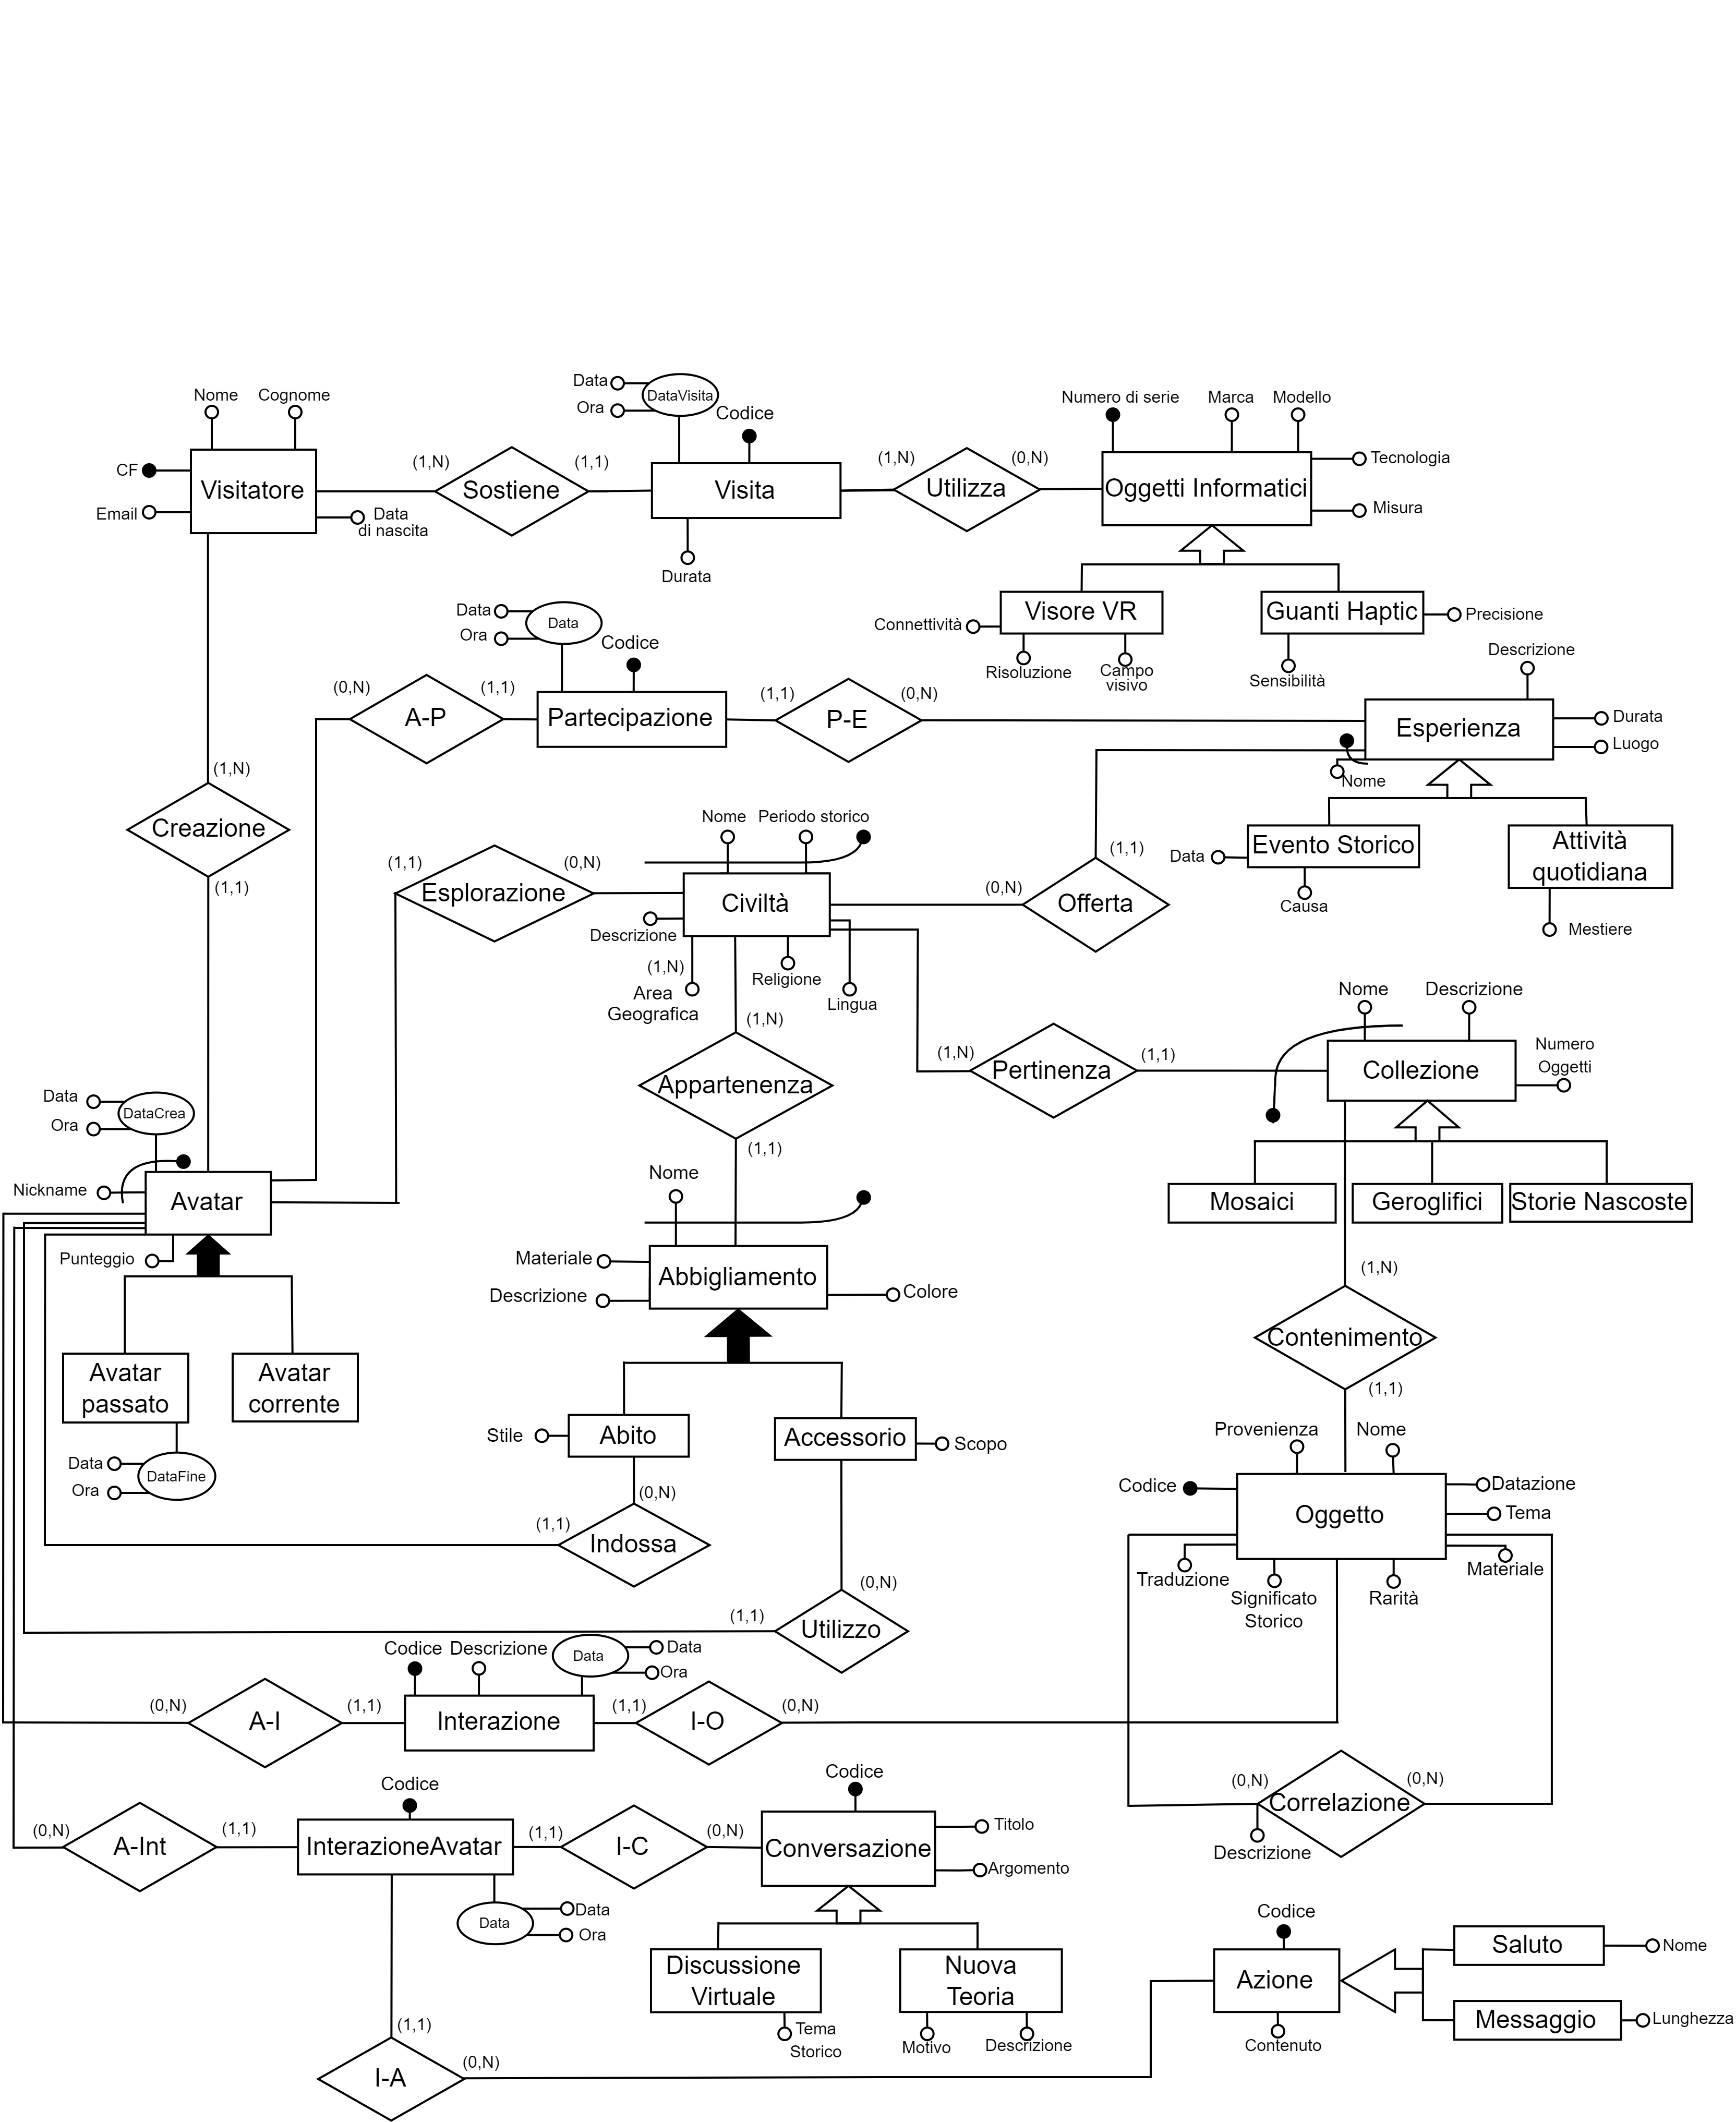 Nome
Cognome
CF
Email
Visitatore
Data
di nascita
(1,N)
Sostiene
(1,1)
Data
Ora
DataVisita
Codice
Visita
Durata
(1,N)
Utilizza
(0,N)
Numero di serie
Marca
Modello
Oggetti Informatici
Tecnologia
Misura
Visore VR
Connettività
Risoluzione
Campo
visivo
Guanti Haptic
Precisione
Sensibilità
(1,N)
Creazione
(1,1)
(0,N)
A-P
(1,1)
Data
Ora
Data
Codice
Partecipazione
(1,1)
P-E
(0,N)
Descrizione
Esperienza
Durata
Luogo
Nome
Evento Storico
Data
Causa
Attività
quotidiana
Mestiere
(1,1)
Esplorazione
(0,N)
Nome
Periodo storico
Civiltà
Descrizione
(1,N)
Area
Geografica
Religione
Lingua
(0,N)
Offerta
(1,1)
(1,N)
Appartenenza
(1,1)
(1,N)
Pertinenza
(1,1)
Nome
Descrizione
Collezione
Numero
Oggetti
Mosaici
Geroglifici
Storie Nascoste
Data
Ora
DataCrea
Nickname
Avatar
Punteggio
Avatar
passato
Avatar
corrente
Data
Ora
DataFine
Nome
Materiale
Descrizione
Abbigliamento
Colore
Stile
Abito
Accessorio
Scopo
(0,N)
(1,1)
Indossa
(0,N)
(1,1)
Utilizzo
(1,N)
Contenimento
(1,1)
Provenienza
Nome
Codice
Oggetto
Datazione
Tema
Materiale
Traduzione
Significato
Storico
Rarità
(0,N)
A-I
(1,1)
Codice
Descrizione
Data
Data
Ora
Interazione
(1,1)
I-O
(0,N)
(0,N)
Correlazione
(0,N)
Descrizione
(0,N)
A-Int
(1,1)
Codice
InterazioneAvatar
Data
Data
Ora
(1,1)
I-C
(0,N)
Codice
Conversazione
Titolo
Argomento
Discussione
Virtuale
Tema
Storico
Nuova
Teoria
Motivo
Descrizione
(1,1)
I-A
(0,N)
Codice
Azione
Contenuto
Saluto
Nome
Messaggio
Lunghezza